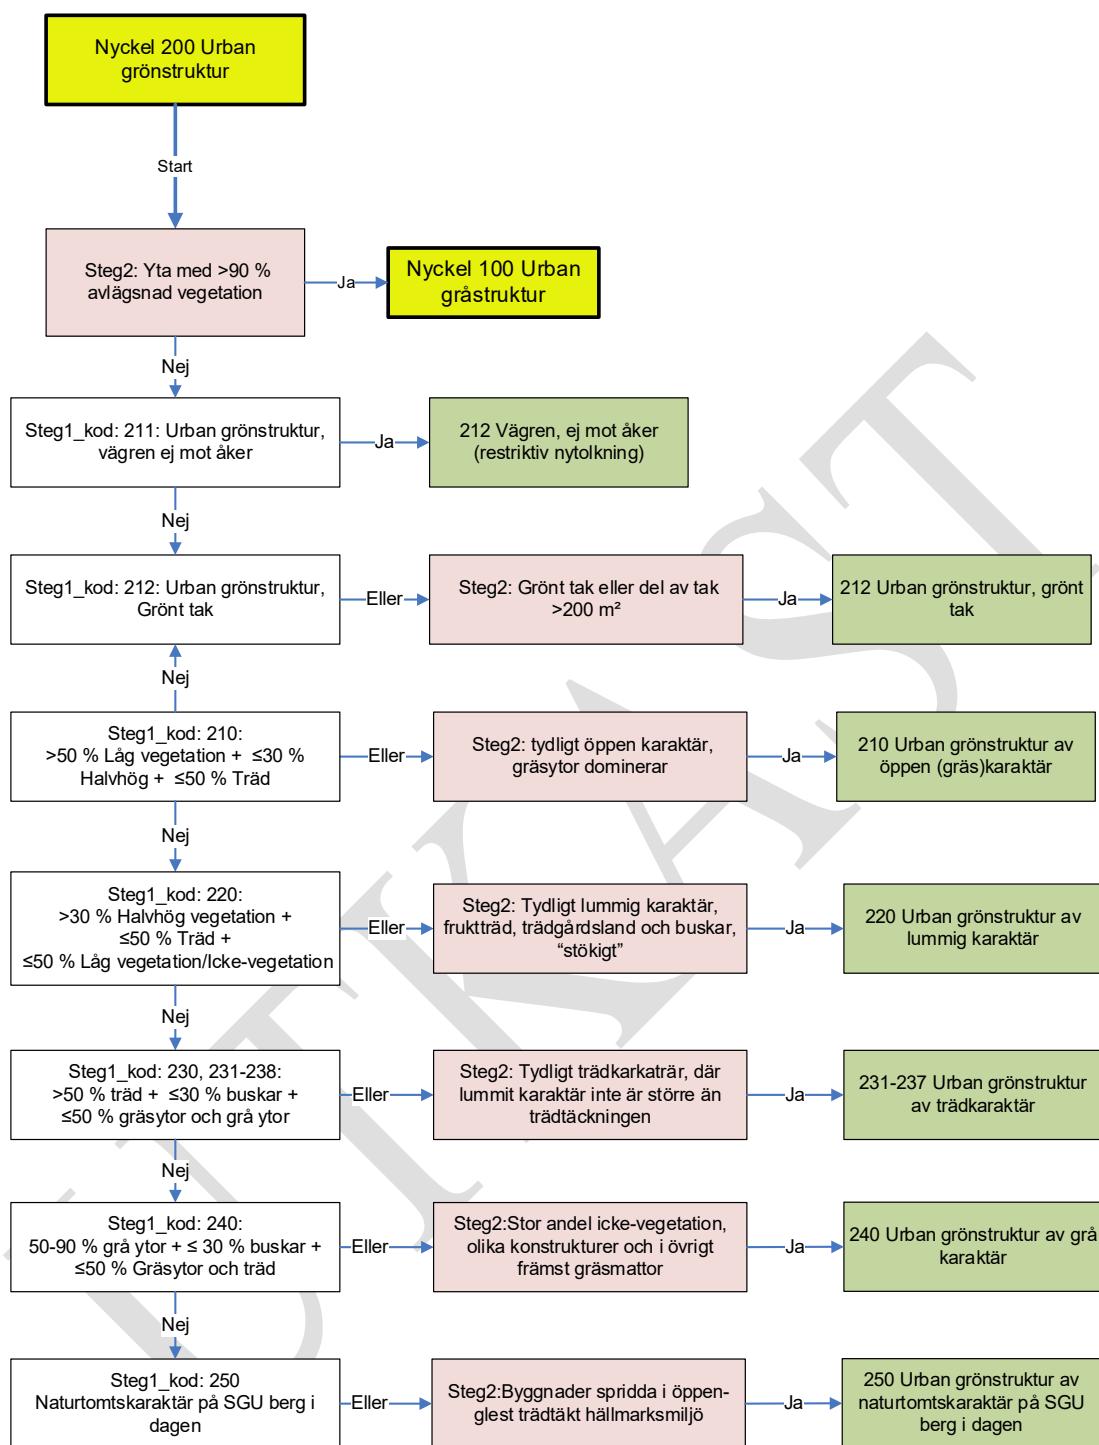 Nyckel 200 Urban
grönstruktur
Start
Steg2: Yta med >90 %
avlägsnad vegetation
Ja
Nyckel 100 Urban
gråstruktur
Nej
Steg1_kod: 211: Urban grönstruktur,
vägren ej mot åker
Ja
212 Vägren, ej mot åker
(restriktiv nytolkning)
Nej
Steg1_kod: 212: Urban grönstruktur,
Grönt tak
Eller
Steg2: Grönt tak eller del av tak
>200 m²
Ja
212 Urban grönstruktur, grönt
tak
Nej
Steg1_kod: 210:
>50 % Låg vegetation + ≤30 %
Halvhög + ≤50 % Träd
Eller
Steg2: tydligt öppen karaktär,
gräsytor dominerar
Ja
210 Urban grönstruktur av
öppen (gräs)karaktär
Nej
Steg1_kod: 220:
>30 % Halvhög vegetation +
≤50 % Träd +
≤50 % Låg vegetation/Icke-vegetation
Eller
Steg2: Tydligt lummig karaktär,
fruktträd, trädgårdsland och buskar,
“stökigt”
Ja
220 Urban grönstruktur av
lummig karaktär
Nej
Steg1_kod: 230, 231-238:
>50 % träd + ≤30 % buskar +
≤50 % gräsytor och grå ytor
Eller
Steg2: Tydligt trädkarkaträr, där
lummit karaktär inte är större än
trädtäckningen
Ja
231-237 Urban grönstruktur
av trädkaraktär
Nej
Steg1_kod: 240:
50-90 % grå ytor + ≤ 30 % buskar +
≤50 % Gräsytor och träd
Eller
Steg2:Stor andel icke-vegetation,
olika konstrukturer och i övrigt
främst gräsmattor
Ja
240 Urban grönstruktur av grå
karaktär
Nej
Steg1_kod: 250
Naturtomtskaraktär på SGU berg i
dagen
Eller
Steg2:Byggnader spridda i öppen-
glest trädtäkt hällmarksmiljö
Ja
250 Urban grönstruktur av
naturtomtskaraktär på SGU
berg i dagen
UTKAST